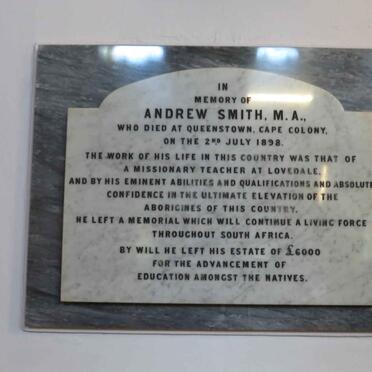 IN
MEMORY OF
ANDREW SMITH, M.A.,
WHO DIED AT QUEENSTOWN, CAPE COLONY,
ON THE 2ND JULY 1898.
THE WORK OF HIS LIFE IN THIS COUNTRY WAS THAT OF
A MISSIONARY TEACHER AT LOVEDALE,
AND BY HIS EMINENT ABILITIES AND QUALIFICATIONS AND ABSOLUTE
CONFIDENCE IN THE ULTIMATE ELEVATION OF THE
ABORIGINES OF THIS COUNTRY,
HE LEFT A MEMORIAL WHICH WILL CONTINUE A LIVING FORCE
THROUGHOUT SOUTH AFRICA.
BY WILL HE LEFT HIS ESTATE OF £6000
FOR THE ADVANCEMENT OF
EDUCATION AMONGST THE NATIVES.